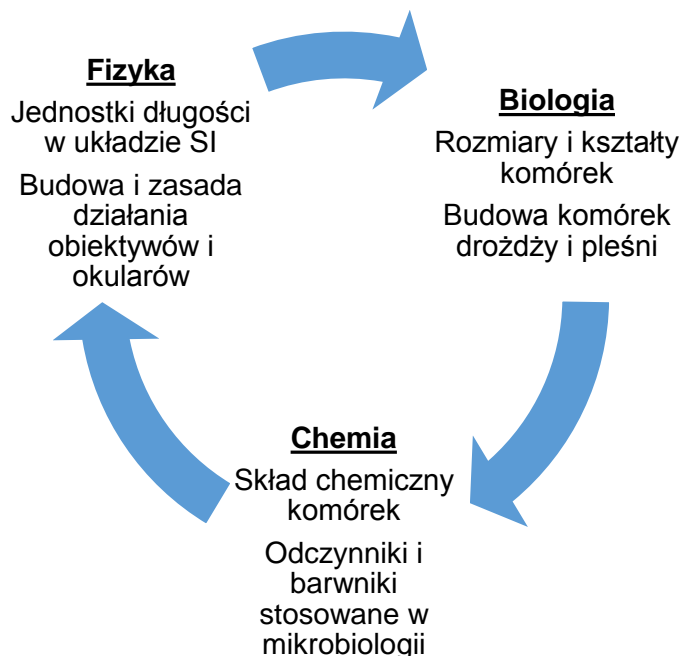 Fizyka
Jednostki długości
w układzie SI
Budowa i zasada
działania
obiektywów i
okularów
Biologia
Rozmiary i kształty
komórek
Budowa komórek
drożdży i pleśni
Chemia
Skład chemiczny
komórek
Odczynniki i
barwniki
stosowane w
mikrobiologii